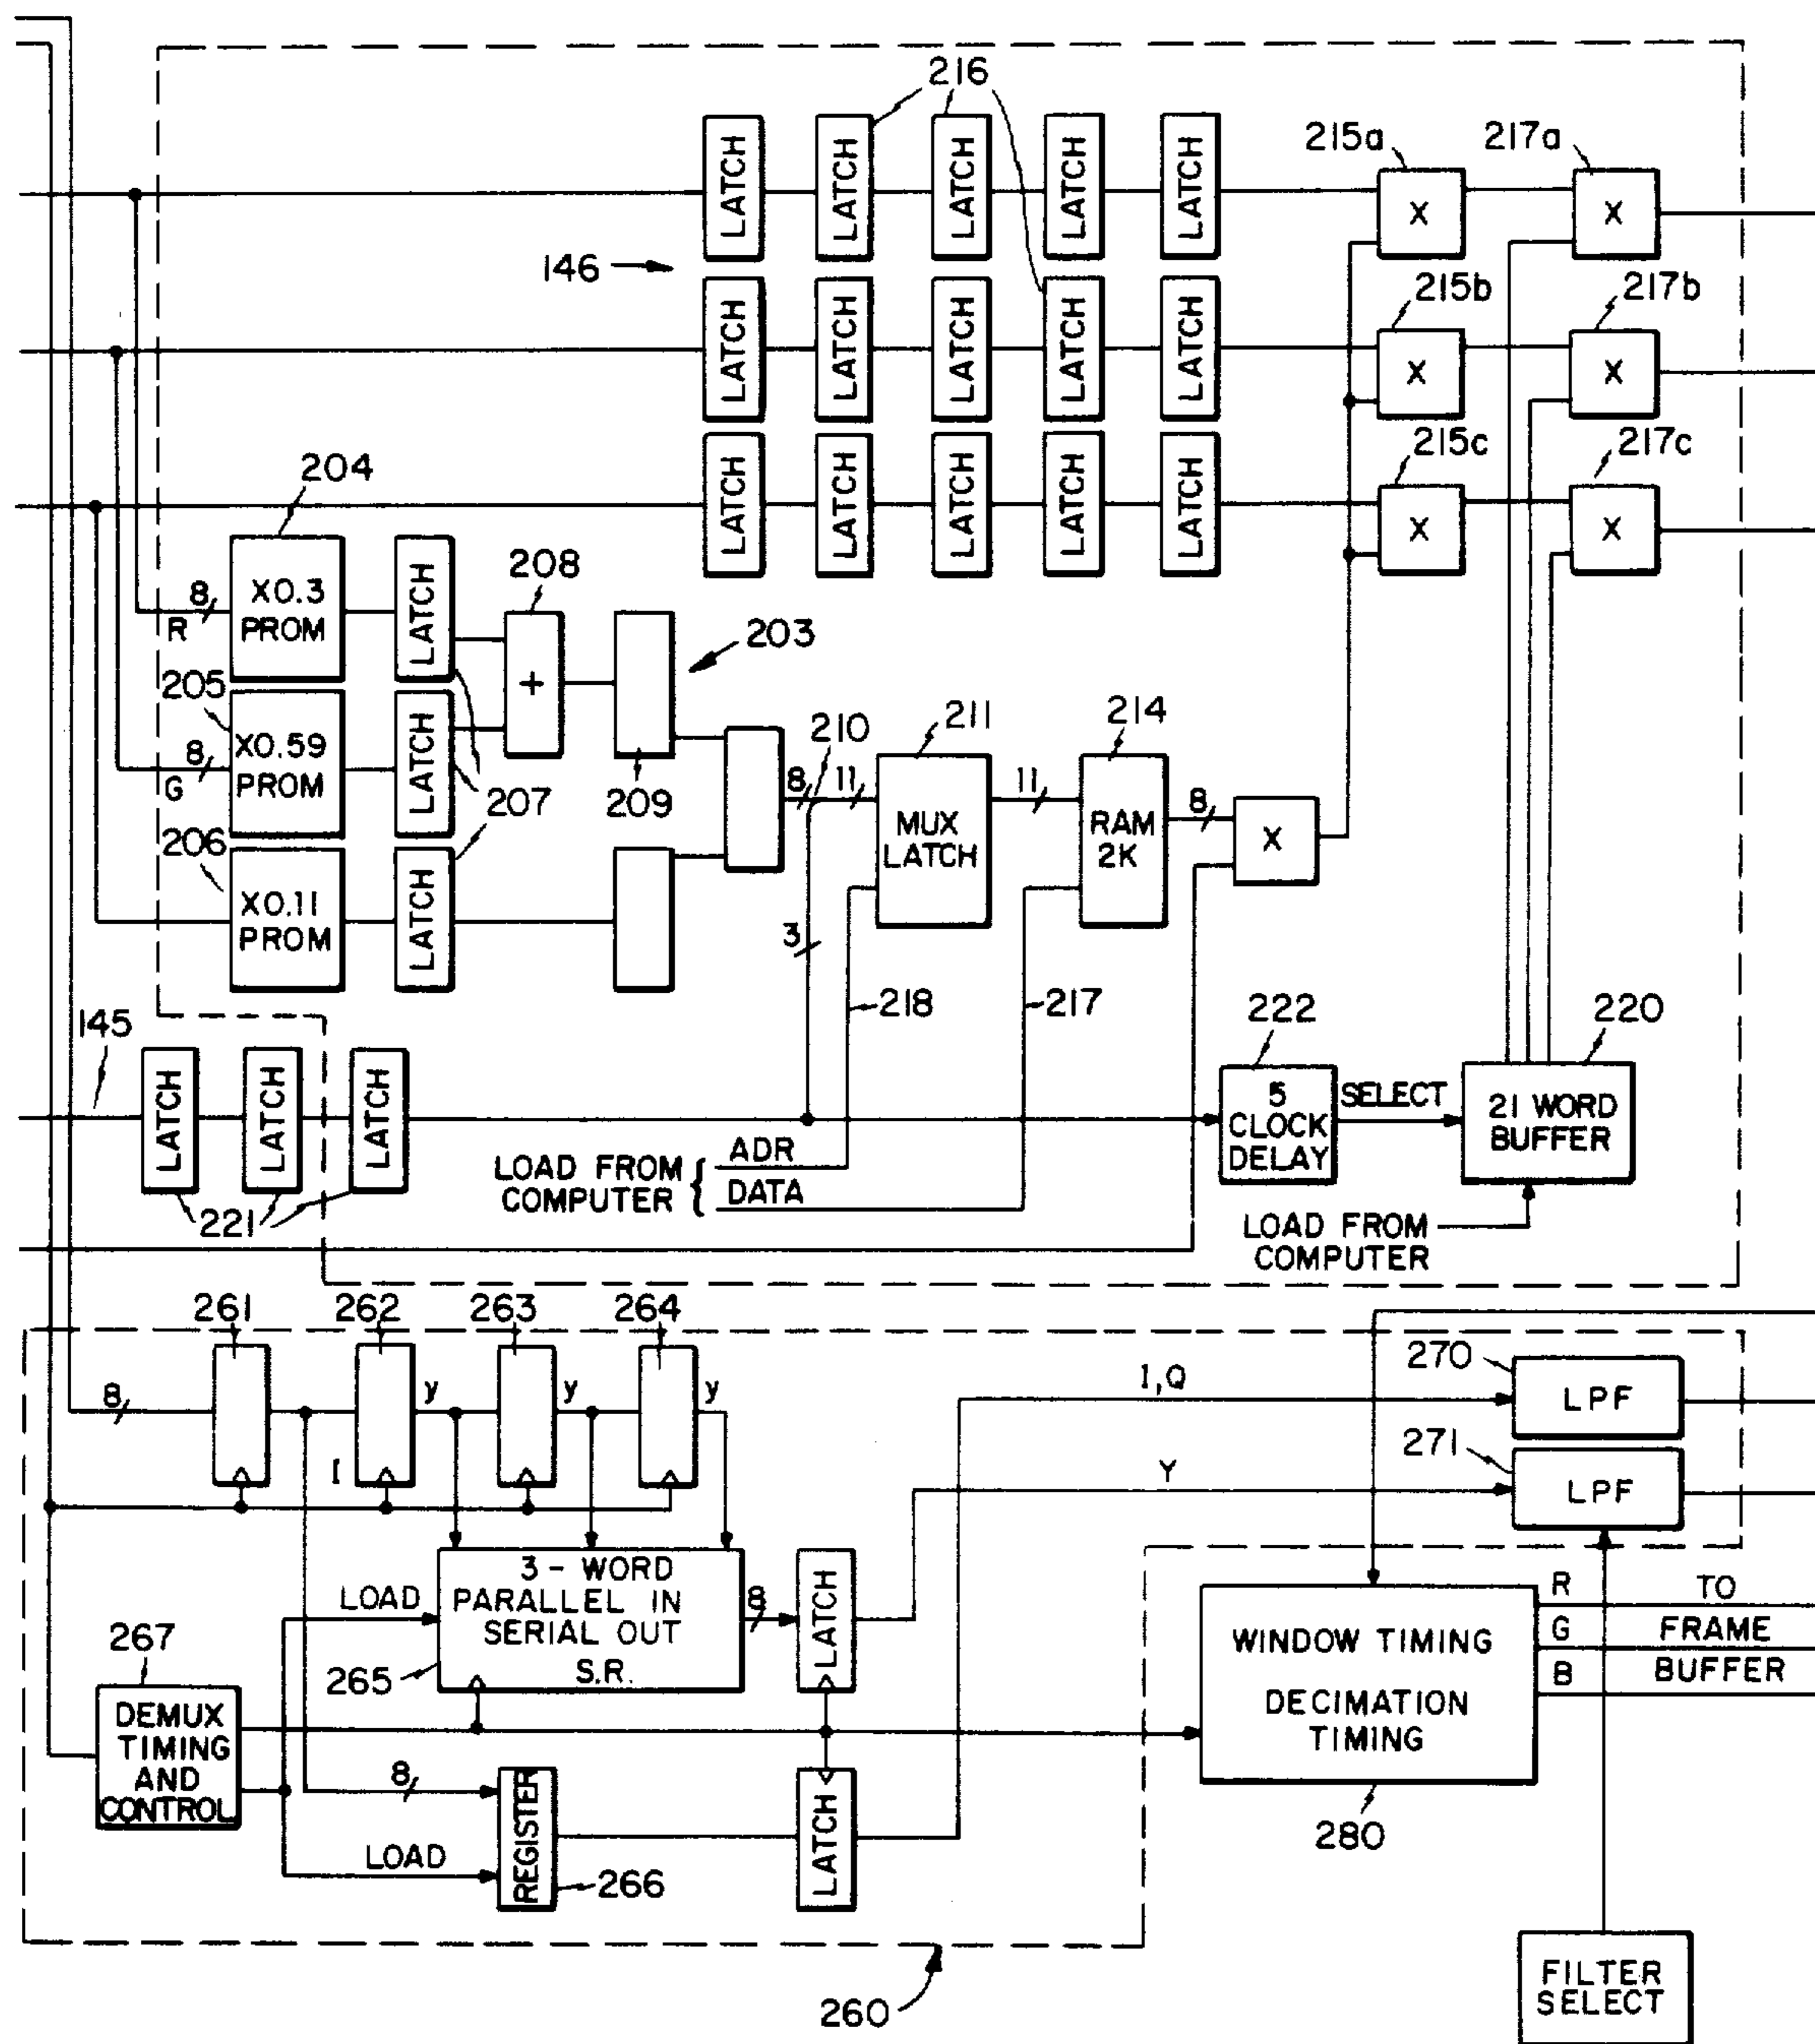 216
LATCH LATCH LATCH LATCH LATCH
215a 217a
X X
146
LATCH LATCH LATCH LATCH LATCH
215b 217b
X X
LATCH LATCH LATCH LATCH LATCH
215c 217c
X X
204
8
R
X0.3
PROM
LATCH
208
+
203
205
8
G
X0.59
PROM
LATCH
207
209
206
X0.11
PROM
LATCH
210
8
11
3
211
MUX
LATCH
11
214
RAM
2K
8
X
218
217
145
LATCH LATCH LATCH
221
222
5
CLOCK
DELAY
SELECT
220
21 WORD
BUFFER
LOAD FROM
COMPUTER
{
ADR
DATA
LOAD FROM
COMPUTER
261 262 263 264
8
I
y y y
I,Q
270
LPF
Y
271
LPF
3 - WORD
PARALLEL IN
SERIAL OUT
S.R.
265
LOAD
8
LATCH
267
DEMUX
TIMING
AND
CONTROL
8
LOAD
REGISTER
266
LATCH
WINDOW TIMING
DECIMATION
TIMING
280
R TO
G FRAME
B BUFFER
260
FILTER
SELECT